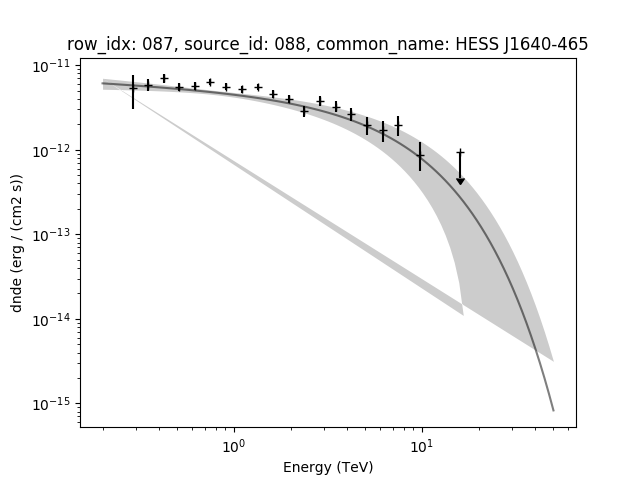 row_idx: 087, source_id: 088, common_name: HESS J1640-465
10⁻¹¹
10⁻¹²
10⁻¹³
10⁻¹⁴
10⁻¹⁵
dnde (erg / (cm2 s))
10⁰ 10¹
Energy (TeV)